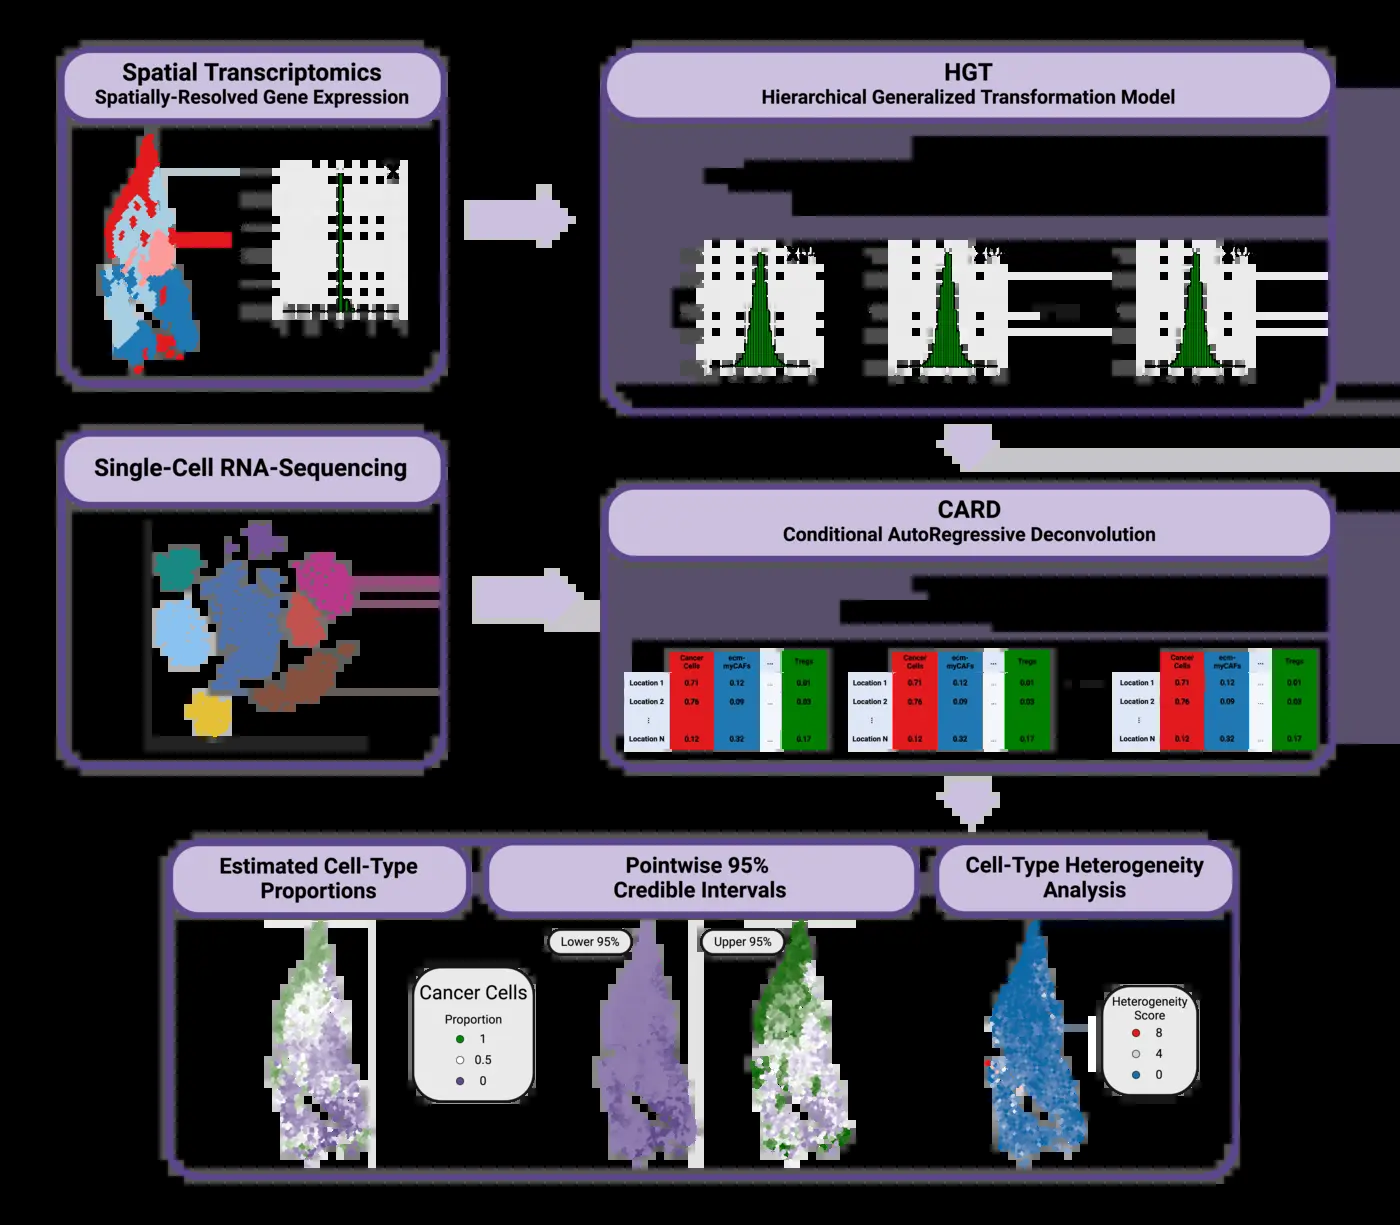 Spatial Transcriptomics
Spatially-Resolved Gene Expression
HGT
Hierarchical Generalized Transformation Model
Single-Cell RNA-Sequencing
CARD
Conditional AutoRegressive Deconvolution
Cancer Cells ecm-myCAFs ... Tregs
Location 1 0.71 0.12 ... 0.01
Location 2 0.76 0.09 ... 0.03
⋮
Location N 0.12 0.32 ... 0.17
Cancer Cells ecm-myCAFs ... Tregs
Location 1 0.71 0.12 ... 0.01
Location 2 0.76 0.09 ... 0.03
⋮
Location N 0.12 0.32 ... 0.17
Cancer Cells ecm-myCAFs ... Tregs
Location 1 0.71 0.12 ... 0.01
Location 2 0.76 0.09 ... 0.03
⋮
Location N 0.12 0.32 ... 0.17
Estimated Cell-Type
Proportions
Cancer Cells
Proportion
1
0.5
0
Pointwise 95%
Credible Intervals
Lower 95%
Upper 95%
Cell-Type Heterogeneity
Analysis
Heterogeneity
Score
8
4
0